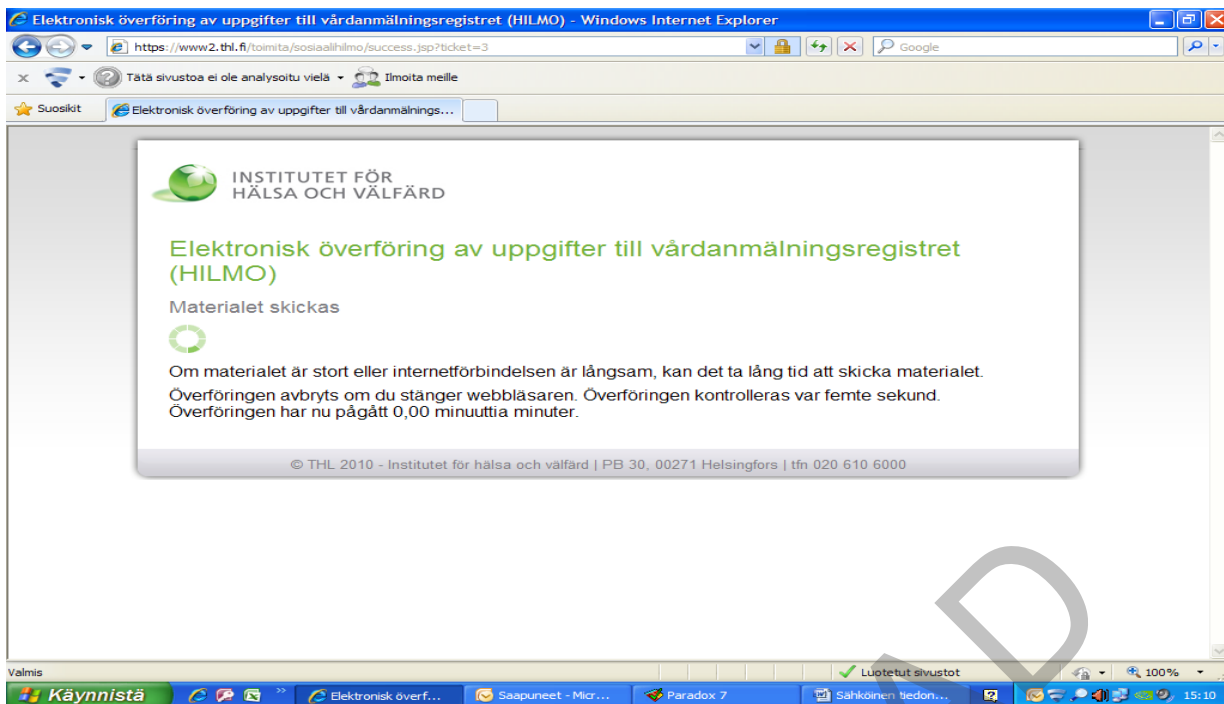 Elektronisk överföring av uppgifter till vårdanmälningsregistret (HILMO) - Windows Internet Explorer
https://www2.thl.fi/toimita/sosiaalihilmo/success.jsp?ticket=3
Google
x Tätä sivustoa ei ole analysoitu vielä Ilmoita meille
Suosikit Elektronisk överföring av uppgifter till vårdanmälnings...
INSTITUTET FÖR
HÄLSA OCH VÄLFÄRD
Elektronisk överföring av uppgifter till vårdanmälningsregistret
(HILMO)
Materialet skickas
Om materialet är stort eller internetförbindelsen är långsam, kan det ta lång tid att skicka materialet.
Överföringen avbryts om du stänger webbläsaren. Överföringen kontrolleras var femte sekund.
Överföringen har nu pågått 0,00 minuuttia minuter.
© THL 2010 - Institutet för hälsa och välfärd | PB 30, 00271 Helsingfors | tfn 020 610 6000
Valmis Luotetut sivustot 100%
Käynnistä Elektronisk överf... Saapuneet - Micr... Paradox 7 Sähköinen tiedon... 15:10